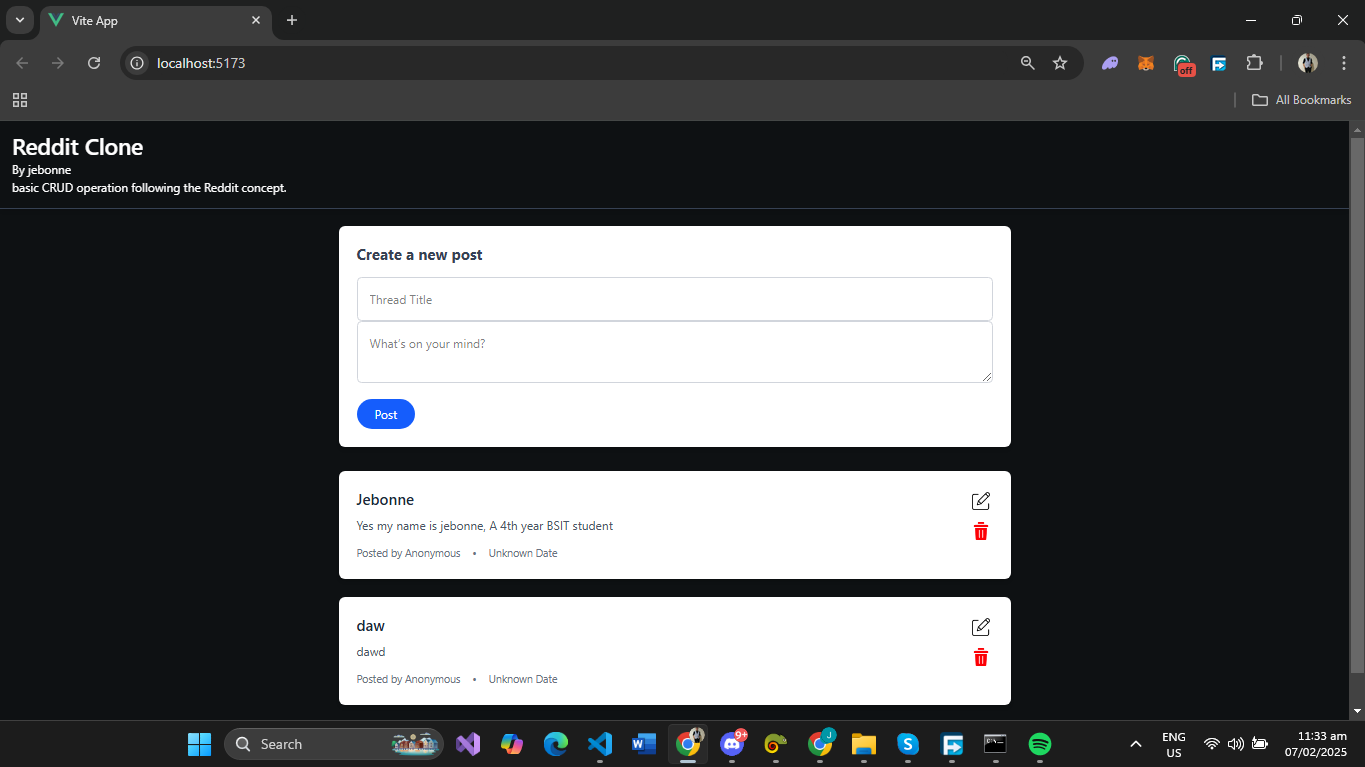 Vite App
localhost:5173
off
All Bookmarks
Reddit Clone
By jebonne
basic CRUD operation following the Reddit concept.
Create a new post
Thread Title
What's on your mind?
Post
Jebonne
Yes my name is jebonne, A 4th year BSIT student
Posted by Anonymous • Unknown Date
daw
dawd
Posted by Anonymous • Unknown Date
Search
9+
J
ENG
US
11:33 am
07/02/2025